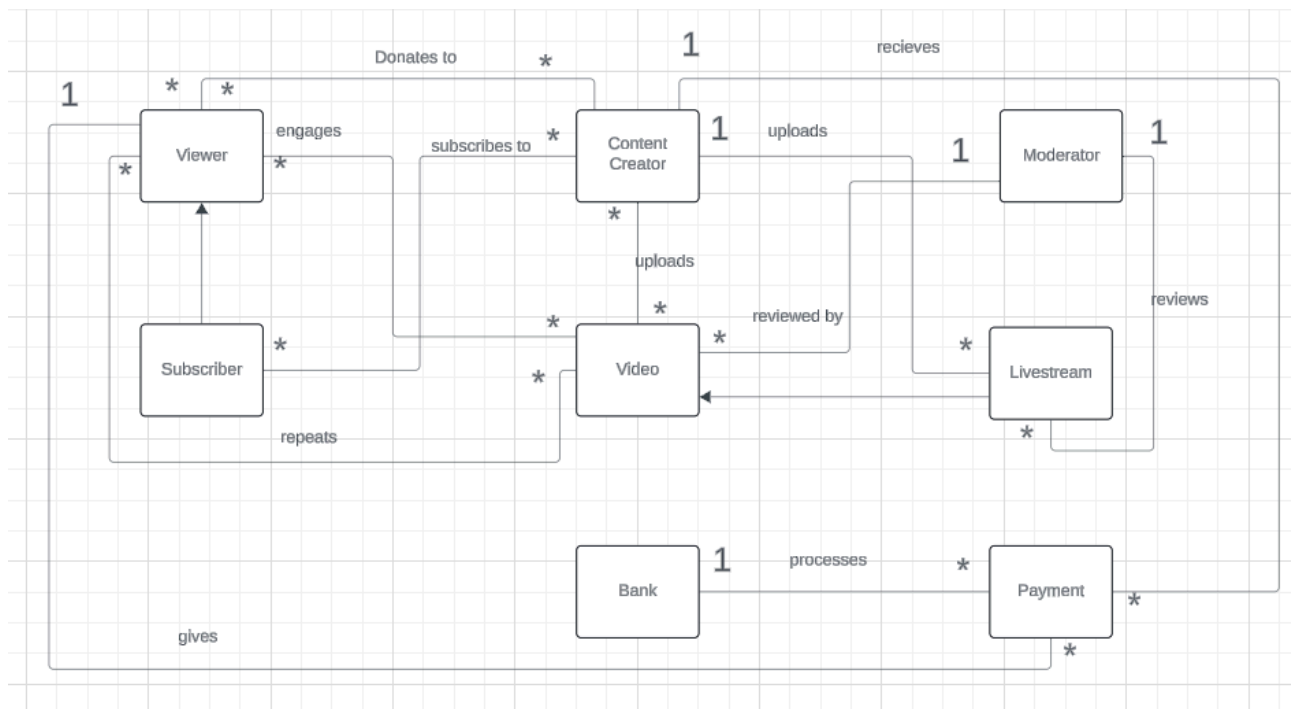 Donates to
*
1
recieves
1
*
*
Viewer
engages
*
*
subscribes to
*
Content
Creator
1
uploads
1
Moderator
1
*
uploads
*
reviewed by
*
reviews
Subscriber
*
*
*
Video
*
Livestream
*
repeats
Bank
1
processes
*
Payment
*
gives
*